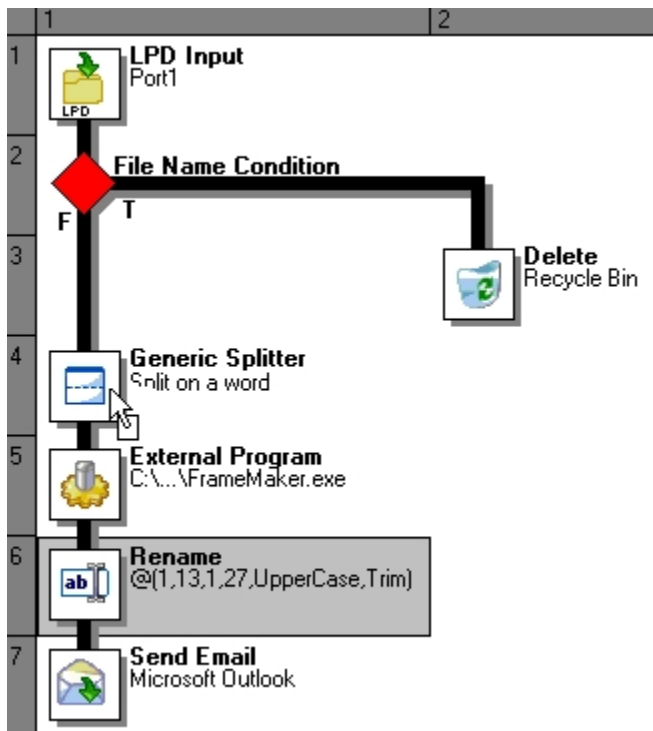 1 2
1
LPD Input
Port1
LPD
2
File Name Condition
F T
3
Delete
Recycle Bin
4
Generic Splitter
Split on a word
5
External Program
C:\...\FrameMaker.exe
6
Rename
ab
@(1,13,1,27,UpperCase,Trim)
7
Send Email
Microsoft Outlook